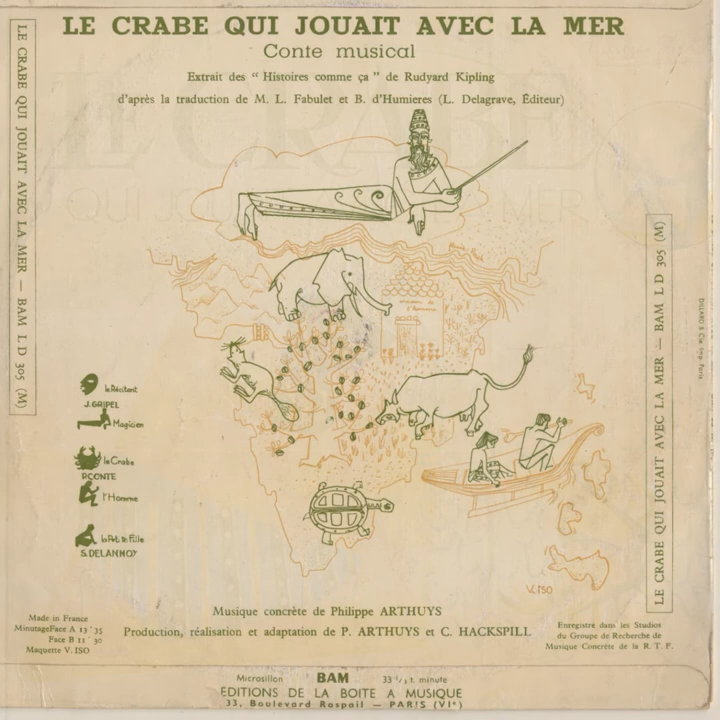 LE CRABE QUI JOUAIT AVEC LA MER
Conte musical
Extrait des “ Histoires comme ça ” de Rudyard Kipling
d'après la traduction de M. L. Fabulet et B. d'Humieres (L. Delagrave, Éditeur)
LE CRABE QUI JOUAIT AVEC LA MER — BAM LD 305 (M)
le Récitant
J. GRIPEL
Magicien
le Crabe
P. CONTE
l'Homme
la Petite Fille
S. DELANNOY
V. ISO
LE CRABE QUI JOUAIT AVEC LA MER — BAM LD 305 (M)
Musique concrète de Philippe ARTHUYS
Production, réalisation et adaptation de P. ARTHUYS et C. HACKSPILL
Made in France
Minutage Face A 13' 35
Face B 11' 30
Maquette V. ISO
Enregistré dans les Studios
du Groupe de Recherche de
Musique Concrète de la R. T. F.
Microsillon BAM 33 1/3 t. minute
EDITIONS DE LA BOITE A MUSIQUE
33, Boulevard Raspail — PARIS (VIe)